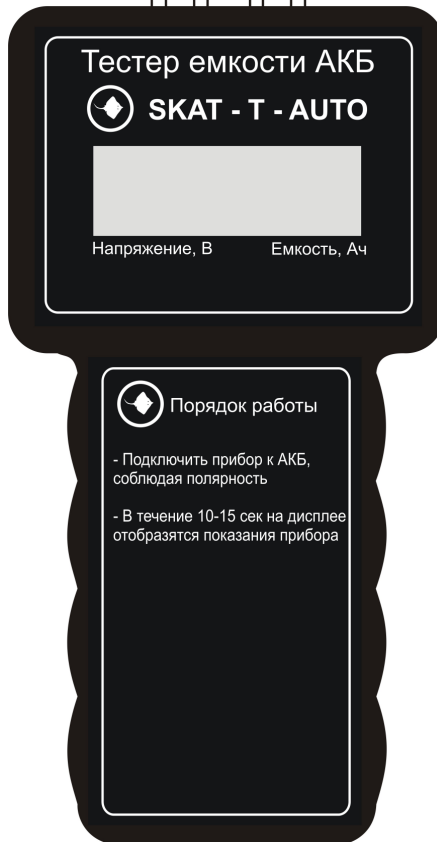 Тестер емкости АКБ
SKAT - T - AUTO
Напряжение, В Емкость, Ач
Порядок работы
- Подключить прибор к АКБ,
соблюдая полярность
- В течение 10-15 сек на дисплее
отобразятся показания прибора